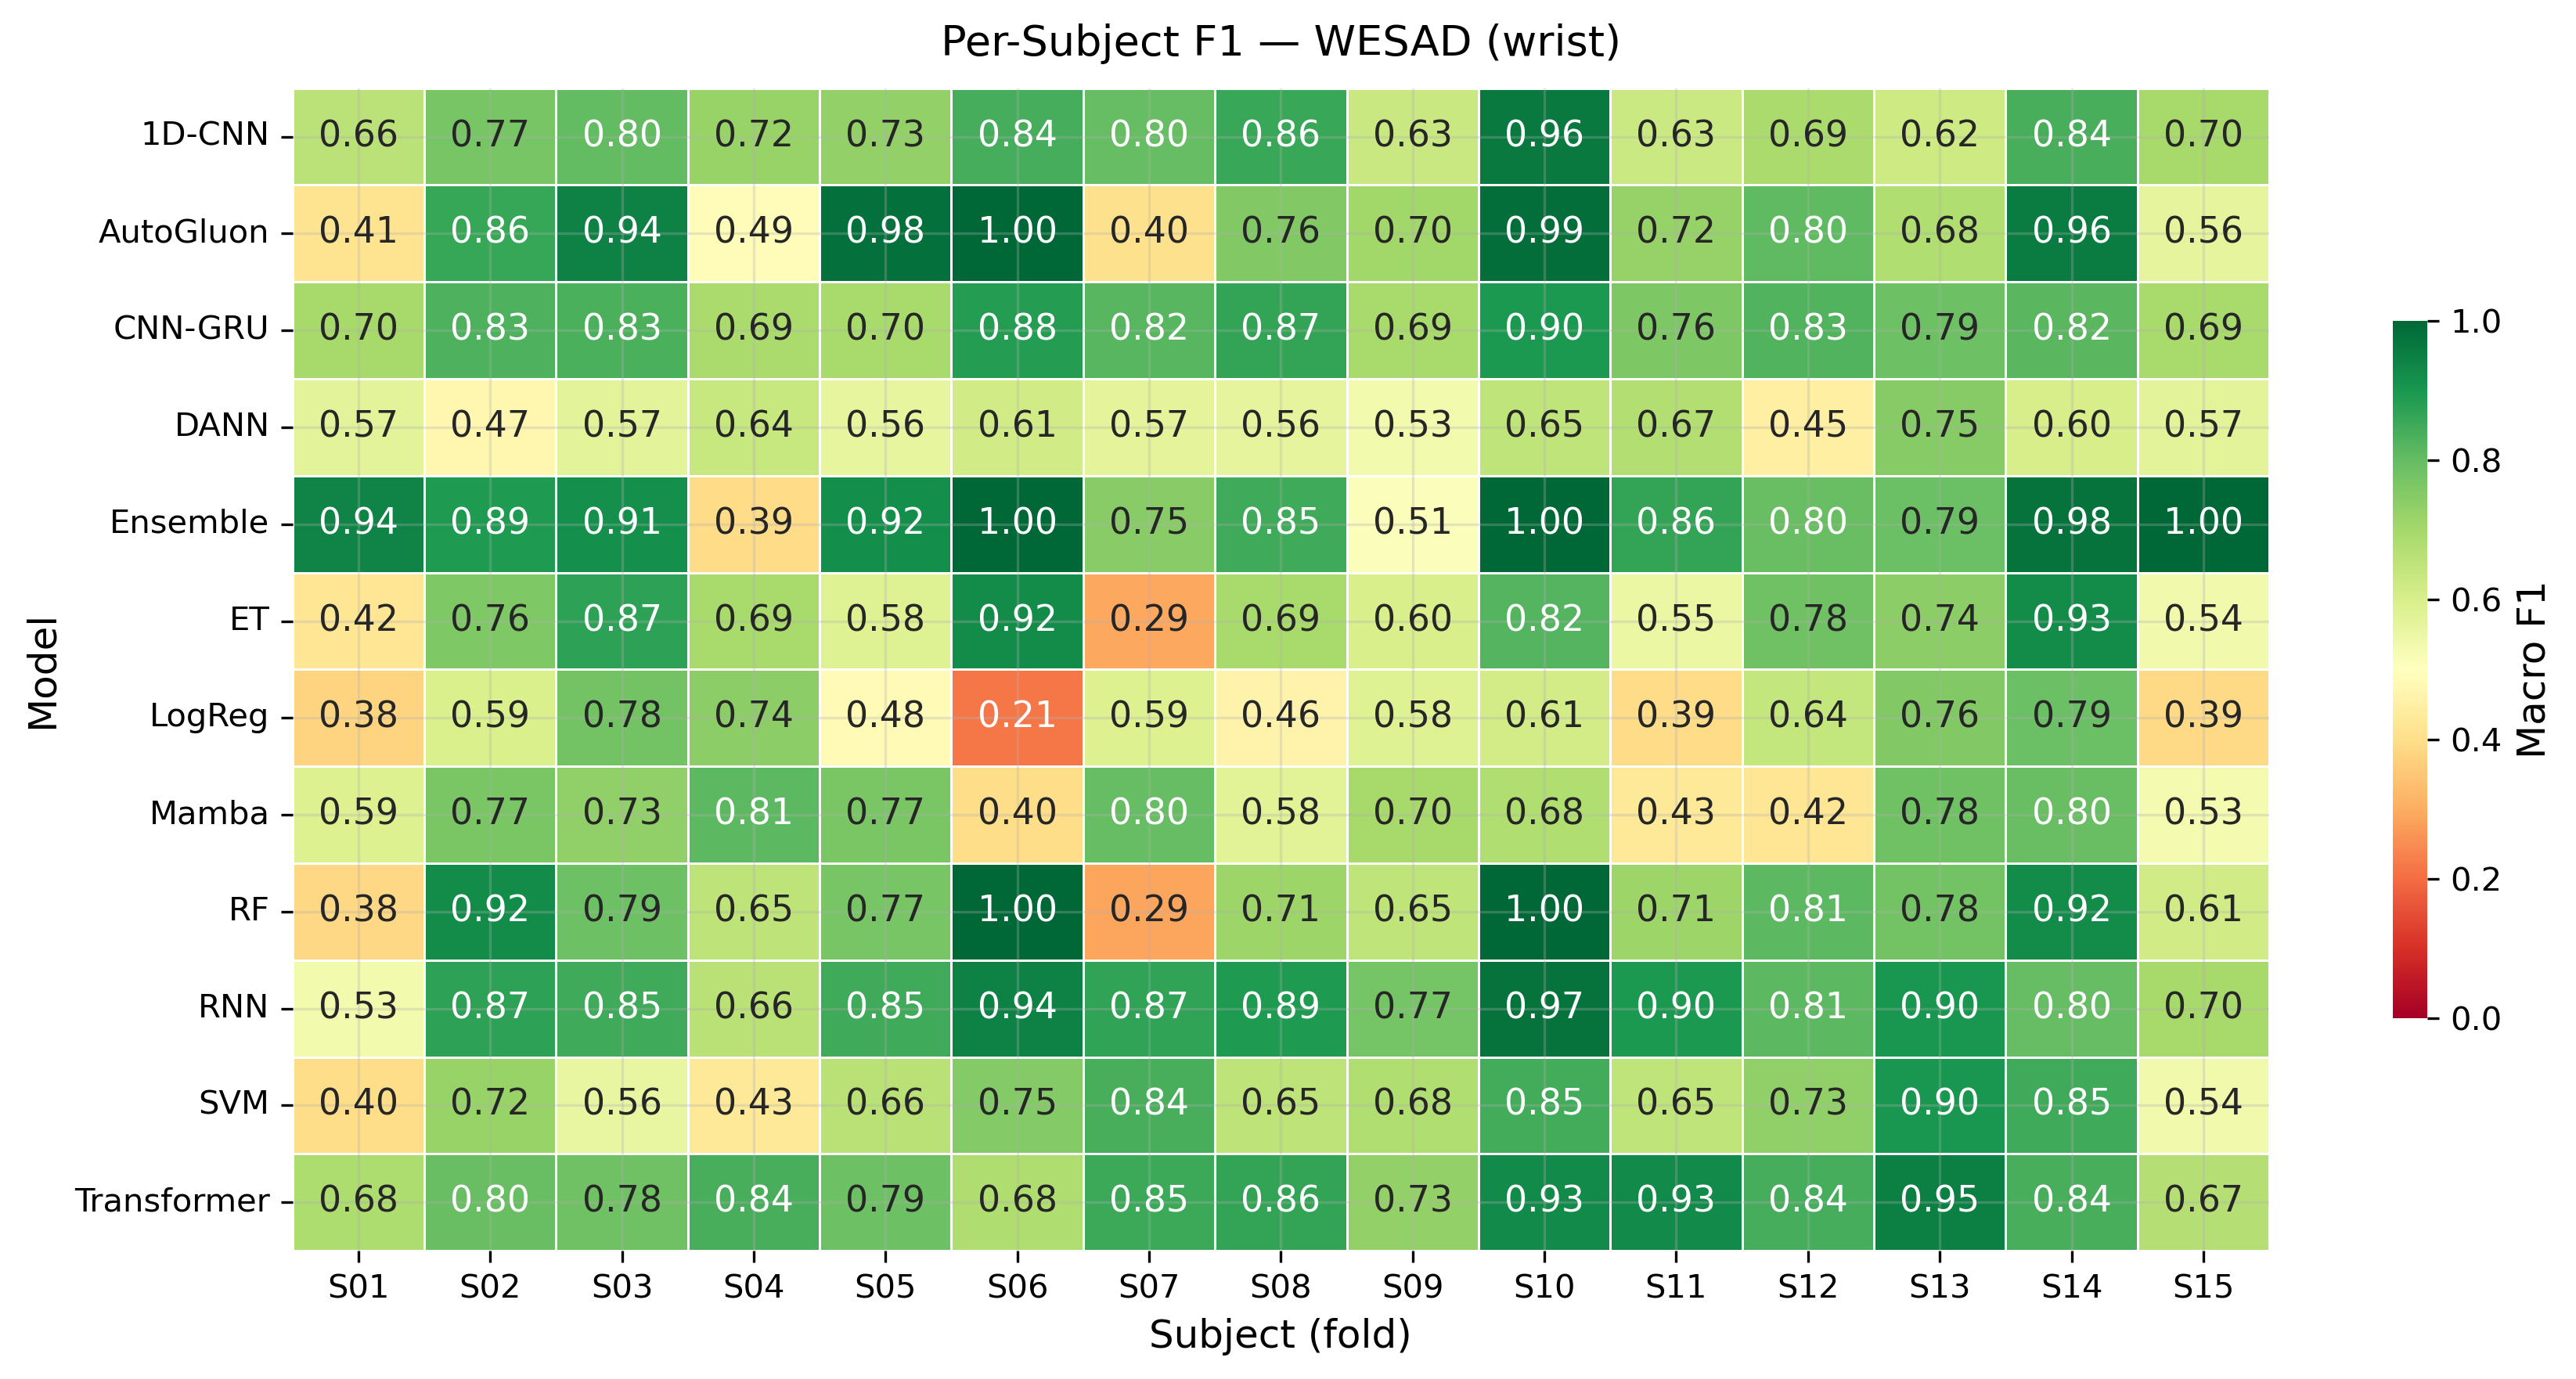 Per-Subject F1 — WESAD (wrist)
Model
1D-CNN 0.66 0.77 0.80 0.72 0.73 0.84 0.80 0.86 0.63 0.96 0.63 0.69 0.62 0.84 0.70
AutoGluon 0.41 0.86 0.94 0.49 0.98 1.00 0.40 0.76 0.70 0.99 0.72 0.80 0.68 0.96 0.56
CNN-GRU 0.70 0.83 0.83 0.69 0.70 0.88 0.82 0.87 0.69 0.90 0.76 0.83 0.79 0.82 0.69
DANN 0.57 0.47 0.57 0.64 0.56 0.61 0.57 0.56 0.53 0.65 0.67 0.45 0.75 0.60 0.57
Ensemble 0.94 0.89 0.91 0.39 0.92 1.00 0.75 0.85 0.51 1.00 0.86 0.80 0.79 0.98 1.00
ET 0.42 0.76 0.87 0.69 0.58 0.92 0.29 0.69 0.60 0.82 0.55 0.78 0.74 0.93 0.54
LogReg 0.38 0.59 0.78 0.74 0.48 0.21 0.59 0.46 0.58 0.61 0.39 0.64 0.76 0.79 0.39
Mamba 0.59 0.77 0.73 0.81 0.77 0.40 0.80 0.58 0.70 0.68 0.43 0.42 0.78 0.80 0.53
RF 0.38 0.92 0.79 0.65 0.77 1.00 0.29 0.71 0.65 1.00 0.71 0.81 0.78 0.92 0.61
RNN 0.53 0.87 0.85 0.66 0.85 0.94 0.87 0.89 0.77 0.97 0.90 0.81 0.90 0.80 0.70
SVM 0.40 0.72 0.56 0.43 0.66 0.75 0.84 0.65 0.68 0.85 0.65 0.73 0.90 0.85 0.54
Transformer 0.68 0.80 0.78 0.84 0.79 0.68 0.85 0.86 0.73 0.93 0.93 0.84 0.95 0.84 0.67
S01 S02 S03 S04 S05 S06 S07 S08 S09 S10 S11 S12 S13 S14 S15
Subject (fold)
1.0
0.8
0.6
0.4
0.2
0.0
Macro F1